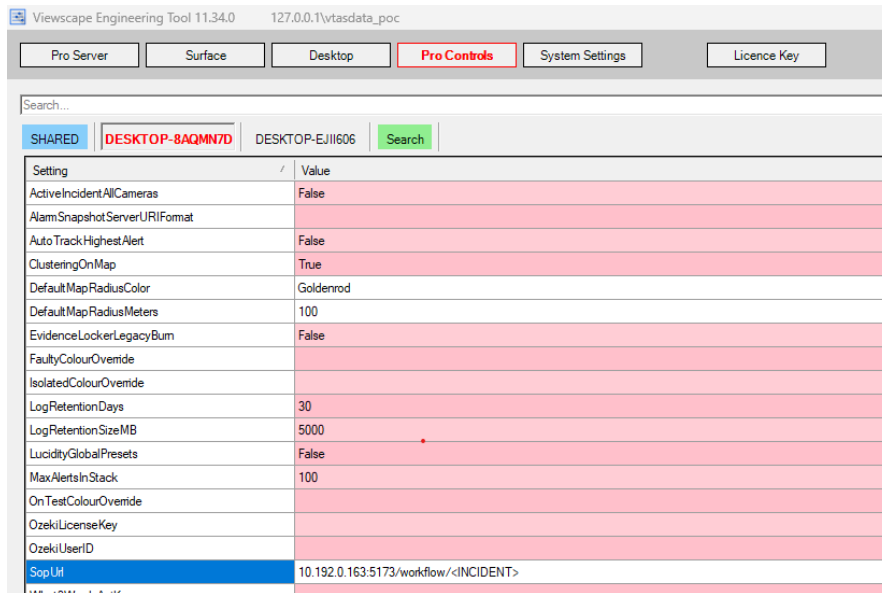 Viewscape Engineering Tool 11.34.0 127.0.0.1\vtasdata_poc
Pro Server Surface Desktop Pro Controls System Settings Licence Key
Search...
SHARED DESKTOP-8AQMN7D DESKTOP-EJII606 Search
Setting / Value
ActiveIncidentAllCameras False
AlarmSnapshotServerURIFormat
AutoTrackHighestAlert False
ClusteringOnMap True
DefaultMapRadiusColor Goldenrod
DefaultMapRadiusMeters 100
EvidenceLockerLegacyBurn False
FaultyColourOverride
IsolatedColourOverride
LogRetentionDays 30
LogRetentionSizeMB 5000
LucidityGlobalPresets False
MaxAlertsInStack 100
OnTestColourOverride
OzekiLicenseKey
OzekiUserID
SopUrl 10.192.0.163:5173/workflow/<INCIDENT>